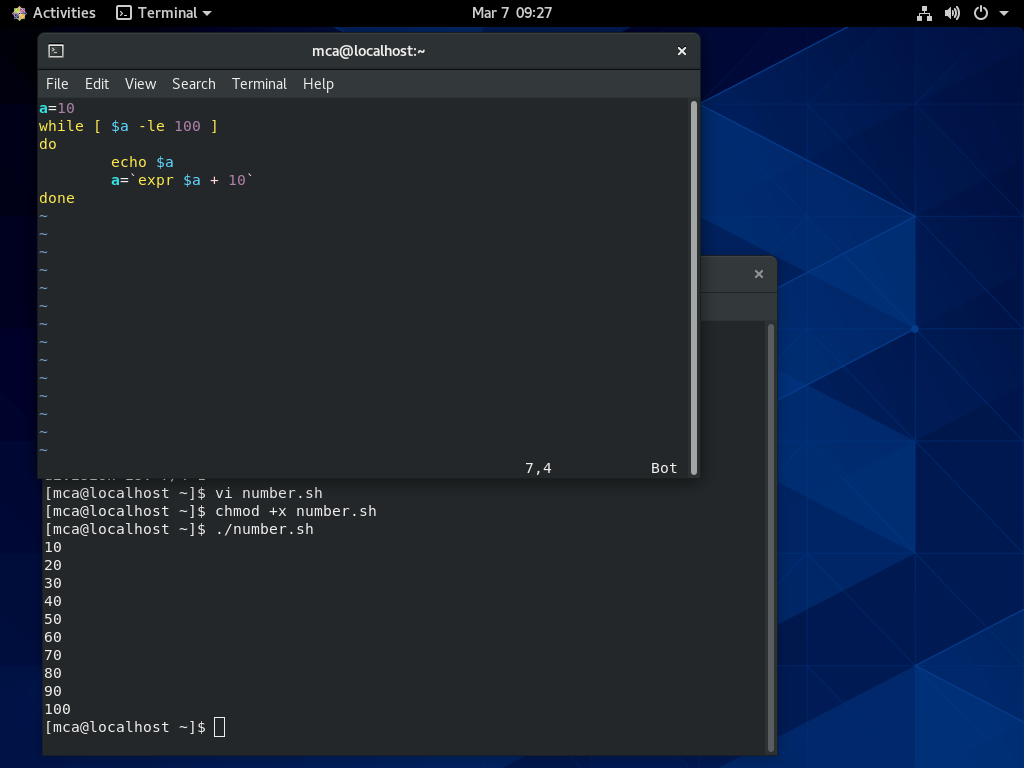 Activities Terminal Mar 7 09:27
mca@localhost:~
File Edit View Search Terminal Help
a=10
while [ $a -le 100 ]
do
        echo $a
        a=`expr $a + 10`
done
~
~
~
~
~
~
~
~
~
~
~
~
~
~
7,4 Bot
[mca@localhost ~]$ vi number.sh
[mca@localhost ~]$ chmod +x number.sh
[mca@localhost ~]$ ./number.sh
10
20
30
40
50
60
70
80
90
100
[mca@localhost ~]$